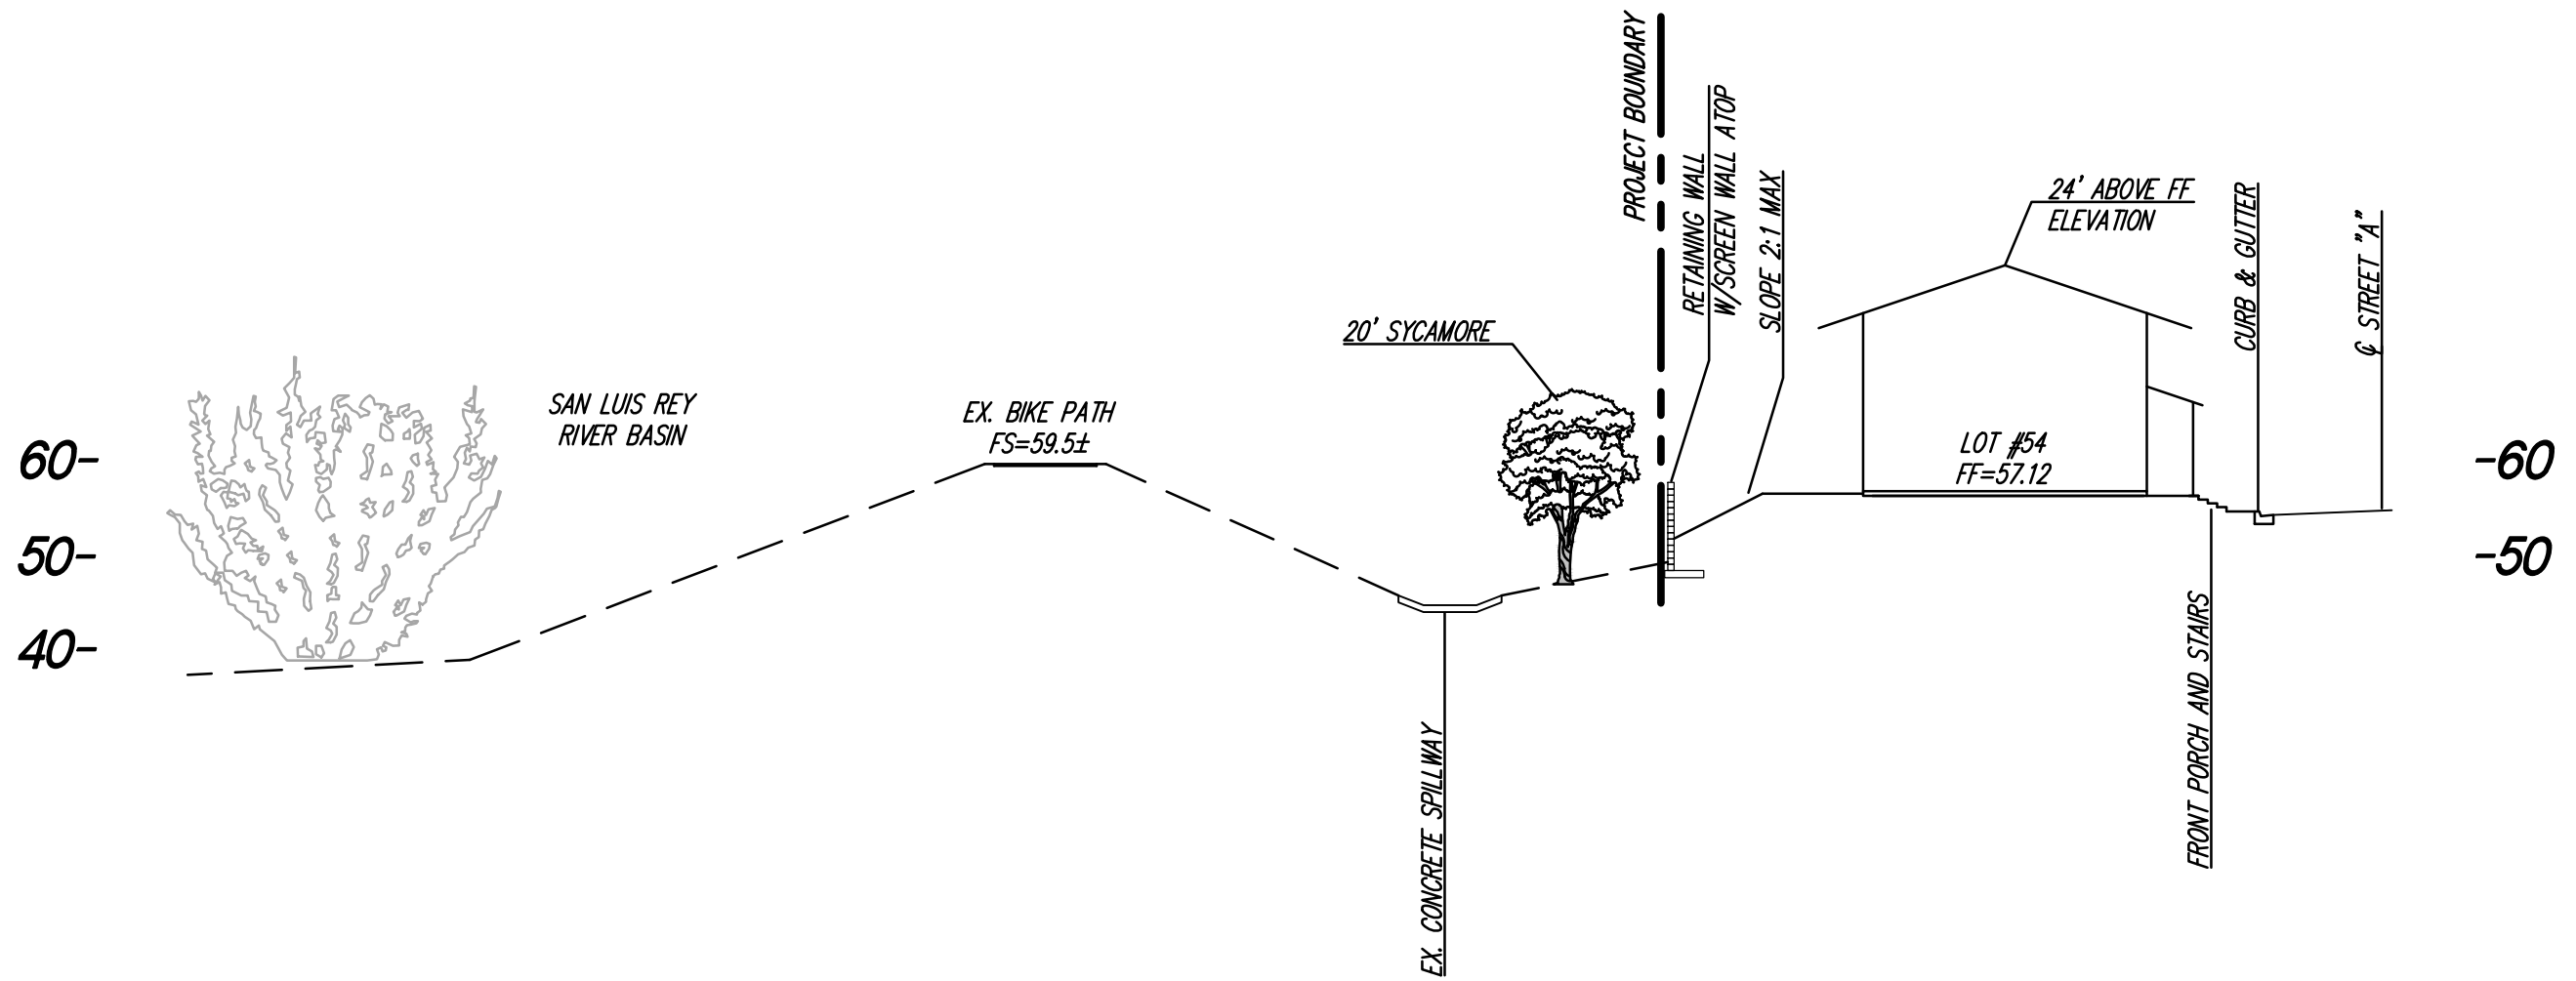 PROJECT BOUNDARY
RETAINING WALL
W/SCREEN WALL ATOP
SLOPE 2:1 MAX
24' ABOVE FF
ELEVATION
CURB & GUTTER
℄ STREET "A"
20' SYCAMORE
SAN LUIS REY
RIVER BASIN
EX. BIKE PATH
FS=59.5±
LOT #54
FF=57.12
60-
-60
50-
-50
40-
EX. CONCRETE SPILLWAY
FRONT PORCH AND STAIRS